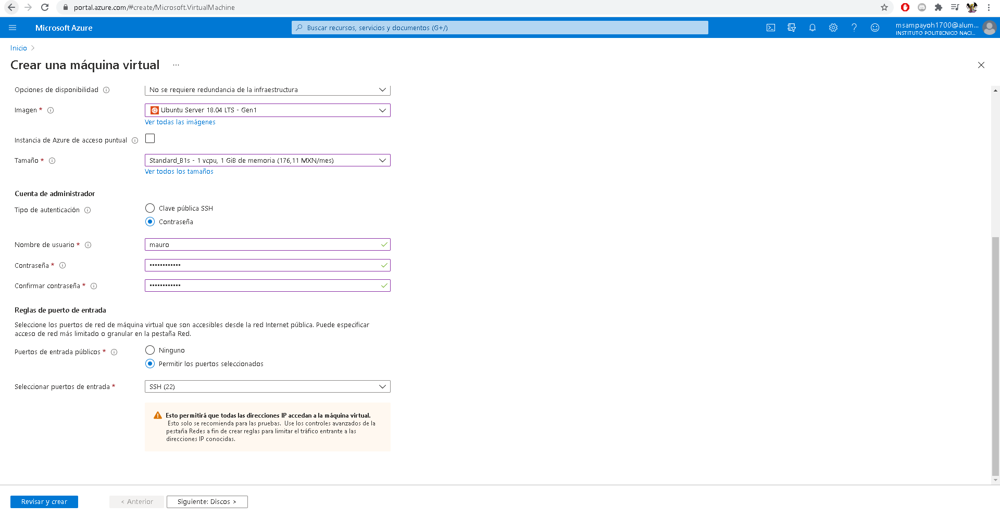 portal.azure.com/#create/Microsoft.VirtualMachine
Microsoft Azure
Buscar recursos, servicios y documentos (G+/)
msampayoh1700@alum...
INSTITUTO POLITECNICO NACI...
Inicio >
Crear una máquina virtual ...
Opciones de disponibilidad
No se requiere redundancia de la infraestructura
Imagen *
Ubuntu Server 18.04 LTS - Gen1
Ver todas las imágenes
Instancia de Azure de acceso puntual
Tamaño *
Standard_B1s - 1 vcpu, 1 GiB de memoria (176,11 MXN/mes)
Ver todos los tamaños
Cuenta de administrador
Tipo de autenticación
Clave pública SSH
Contraseña
Nombre de usuario *
mauro
Contraseña *
••••••••••••
Confirmar contraseña *
••••••••••••
Reglas de puerto de entrada
Seleccione los puertos de red de máquina virtual que son accesibles desde la red Internet pública. Puede especificar
acceso de red más limitado o granular en la pestaña Red.
Puertos de entrada públicos *
Ninguno
Permitir los puertos seleccionados
Seleccionar puertos de entrada *
SSH (22)
Esto permitirá que todas las direcciones IP accedan a la máquina virtual.
Esto solo se recomienda para las pruebas. Use los controles avanzados de la
pestaña Redes a fin de crear reglas para limitar el tráfico entrante a las
direcciones IP conocidas.
Revisar y crear
< Anterior
Siguiente: Discos >